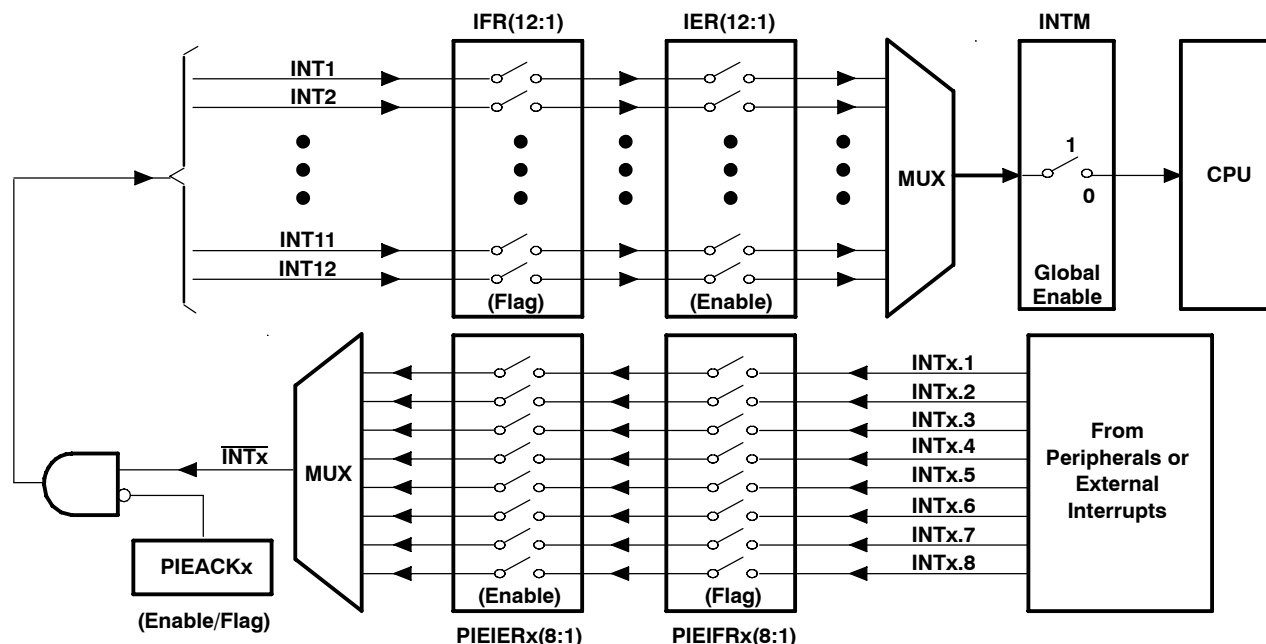 IFR(12:1)
IER(12:1)
INTM
INT1
INT2
INT11
INT12
(Flag)
(Enable)
MUX
1
0
Global
Enable
CPU
INTx.1
INTx.2
INTx.3
INTx.4
INTx.5
INTx.6
INTx.7
INTx.8
From
Peripherals or
External
Interrupts
INTx
MUX
PIEACKx
(Enable/Flag)
(Enable)
(Flag)
PIEIERx(8:1)
PIEIFRx(8:1)